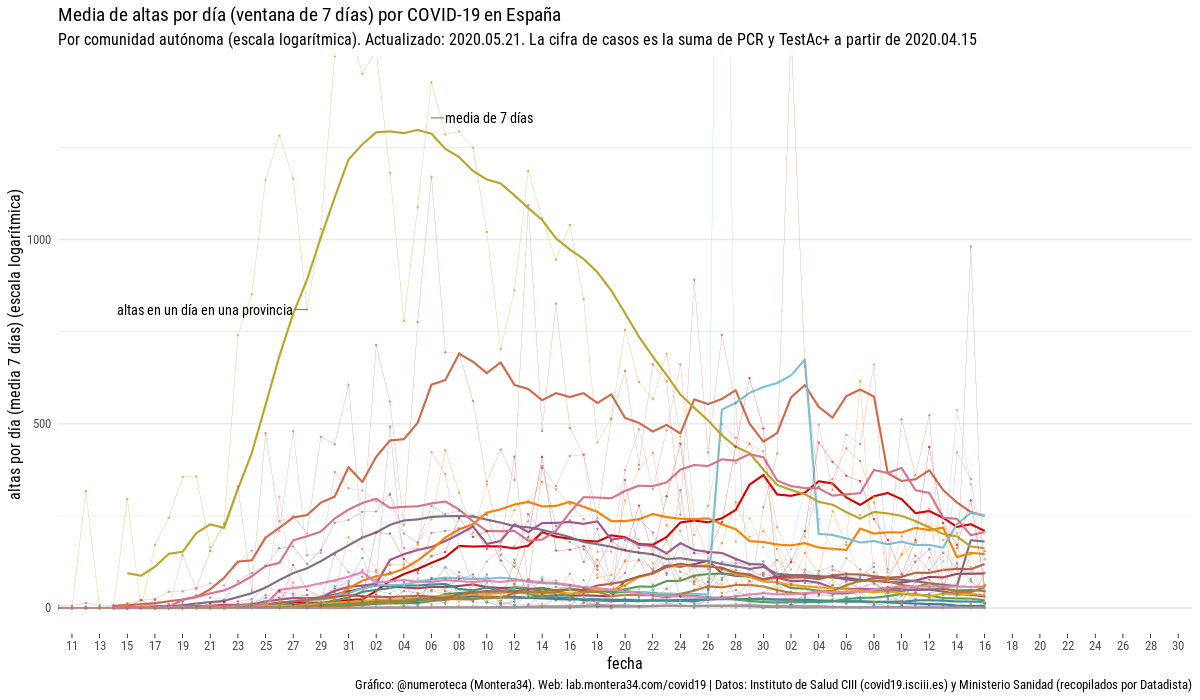 Media de altas por día (ventana de 7 días) por COVID-19 en España
Por comunidad autónoma (escala logarítmica). Actualizado: 2020.05.21. La cifra de casos es la suma de PCR y TestAc+ a partir de 2020.04.15
media de 7 días
1000
altas en un día en una provincia
500
0
altas por día (media 7 días) (escala logarítmica)
11 13 15 17 19 21 23 25 27 29 31 02 04 06 08 10 12 14 16 18 20 22 24 26 28 30 02 04 06 08 10 12 14 16 18 20 22 24 26 28 30
fecha
Gráfico: @numeroteca (Montera34). Web: lab.montera34.com/covid19 | Datos: Instituto de Salud CIII (covid19.isciii.es) y Ministerio Sanidad (recopilados por Datadista)